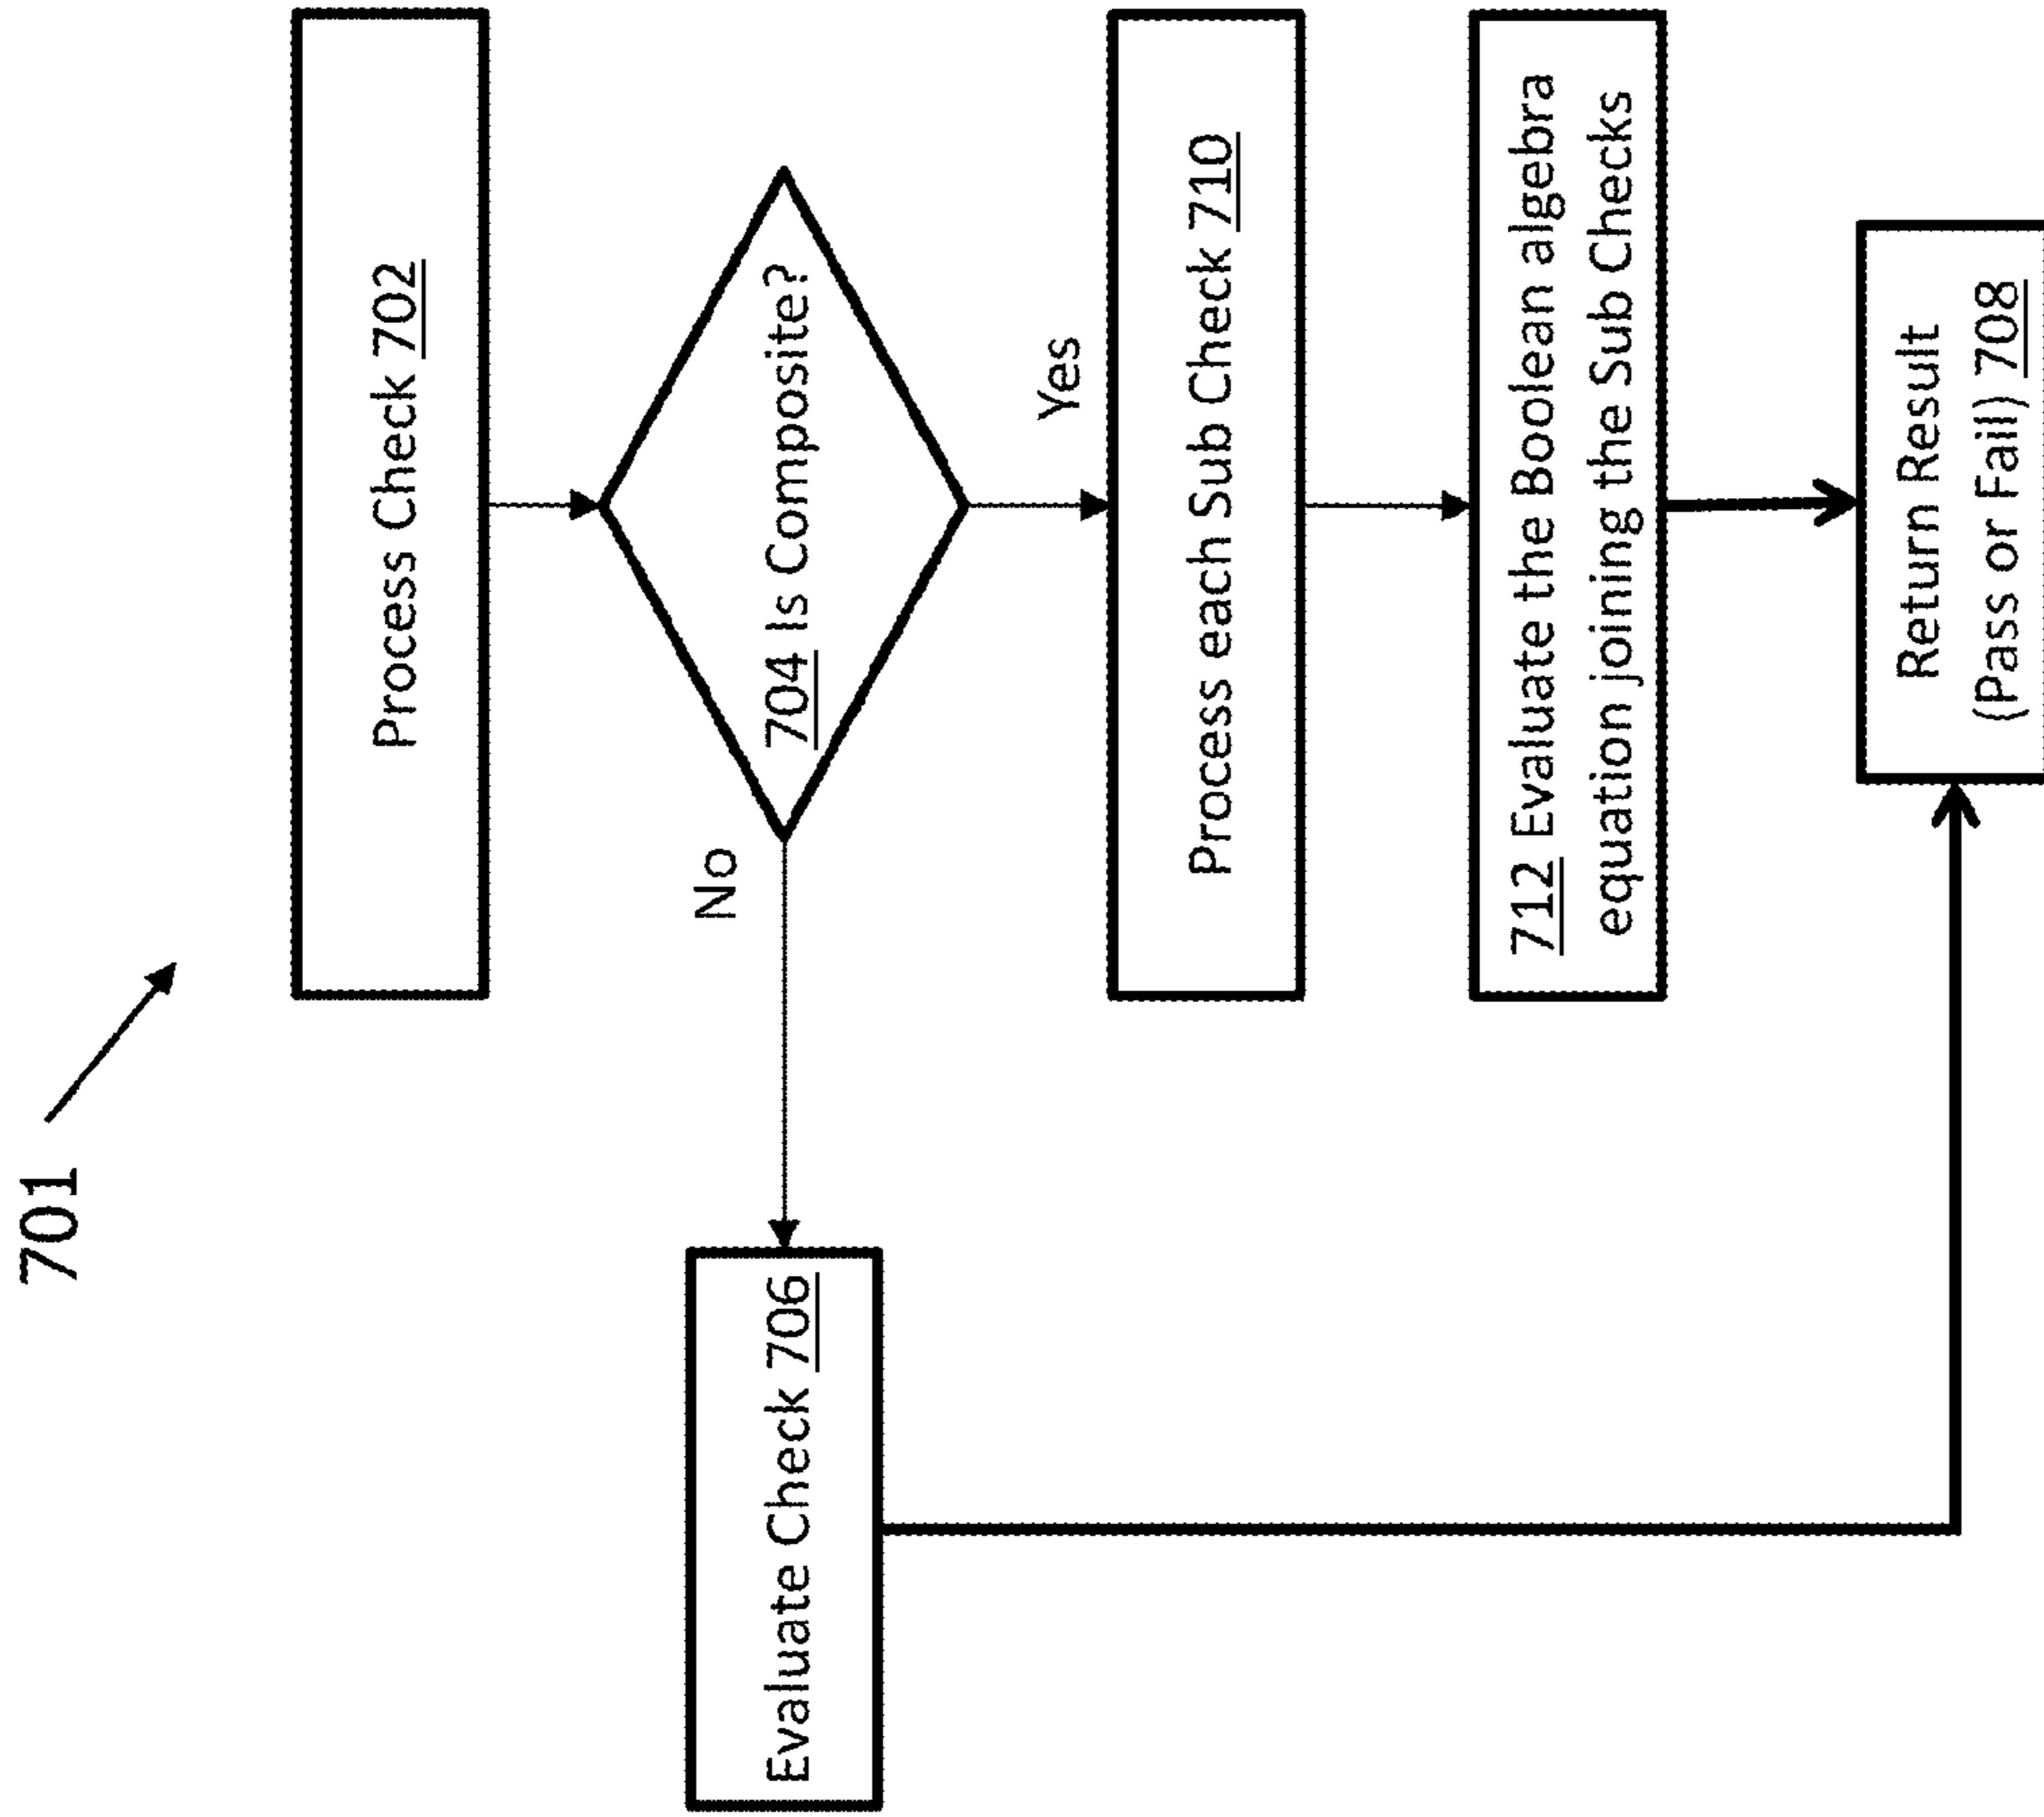 701
Process Check 702
704 Is Composite?
No
Yes
Evaluate Check 706
Process each Sub Check 710
712 Evaluate the Boolean algebra
equation joining the Sub Checks
Return Result
(Pass or Fail) 708